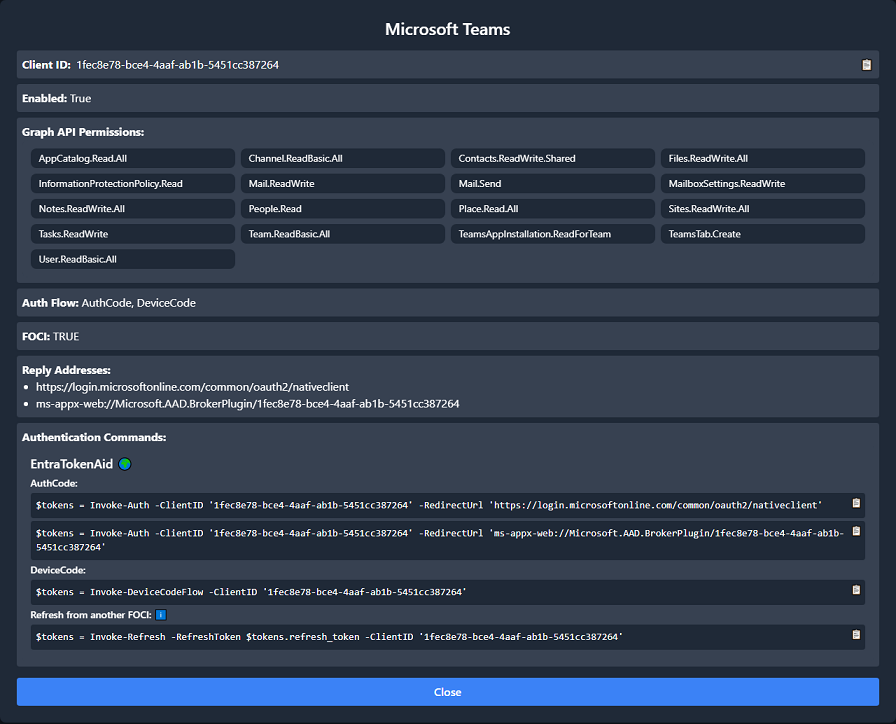 Microsoft Teams
Client ID: 1fec8e78-bce4-4aaf-ab1b-5451cc387264
Enabled: True
Graph API Permissions:
AppCatalog.Read.All Channel.ReadBasic.All Contacts.ReadWrite.Shared Files.ReadWrite.All
InformationProtectionPolicy.Read Mail.ReadWrite Mail.Send MailboxSettings.ReadWrite
Notes.ReadWrite.All People.Read Place.Read.All Sites.ReadWrite.All
Tasks.ReadWrite Team.ReadBasic.All TeamsAppInstallation.ReadForTeam TeamsTab.Create
User.ReadBasic.All
Auth Flow: AuthCode, DeviceCode
FOCI: TRUE
Reply Addresses:
• https://login.microsoftonline.com/common/oauth2/nativeclient
• ms-appx-web://Microsoft.AAD.BrokerPlugin/1fec8e78-bce4-4aaf-ab1b-5451cc387264
Authentication Commands:
EntraTokenAid
AuthCode:
$tokens = Invoke-Auth -ClientID '1fec8e78-bce4-4aaf-ab1b-5451cc387264' -RedirectUrl 'https://login.microsoftonline.com/common/oauth2/nativeclient'
$tokens = Invoke-Auth -ClientID '1fec8e78-bce4-4aaf-ab1b-5451cc387264' -RedirectUrl 'ms-appx-web://Microsoft.AAD.BrokerPlugin/1fec8e78-bce4-4aaf-ab1b-
5451cc387264'
DeviceCode:
$tokens = Invoke-DeviceCodeFlow -ClientID '1fec8e78-bce4-4aaf-ab1b-5451cc387264'
Refresh from another FOCI: i
$tokens = Invoke-Refresh -RefreshToken $tokens.refresh_token -ClientID '1fec8e78-bce4-4aaf-ab1b-5451cc387264'
Close